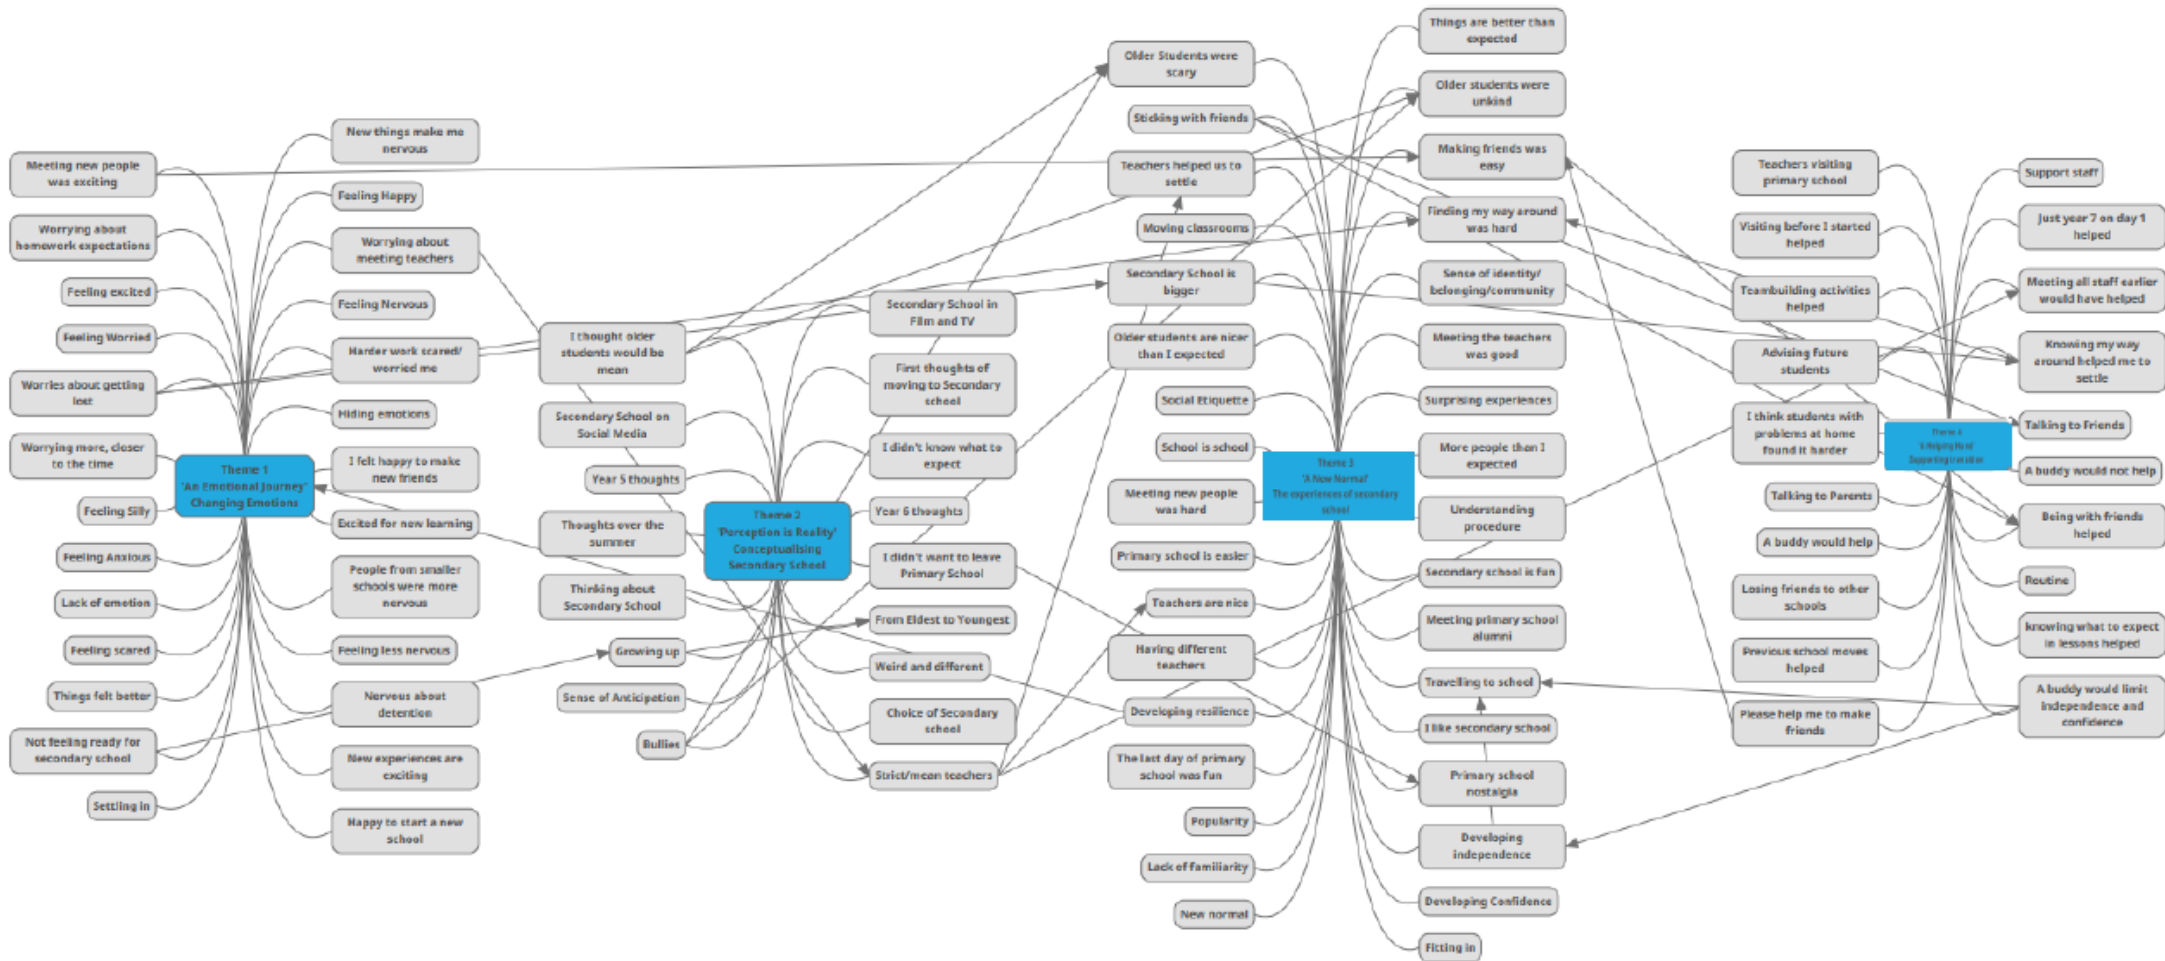 New things make me
nervous
Meeting new people
was exciting
Feeling Happy
Worrying about
homework expectations
Worrying about
meeting teachers
Feeling excited
Feeling Nervous
Feeling Worried
Harder work scared/
worried me
Worries about getting
lost
Hiding emotions
Worrying more, closer
to the time
I felt happy to make
new friends
Theme 1
'An Emotional Journey'
Changing Emotions
Feeling Silly
Excited for new learning
Feeling Anxious
People from smaller
schools were more
nervous
Lack of emotion
Feeling scared
Feeling less nervous
Things felt better
Nervous about
detention
Not feeling ready for
secondary school
New experiences are
exciting
Settling in
Happy to start a new
school
I thought older
students would be
mean
Secondary School in
Film and TV
First thoughts of
moving to Secondary
school
Secondary School on
Social Media
I didn't know what to
expect
Year 5 thoughts
Year 6 thoughts
Theme 2
'Perception is Reality'
Conceptualising
Secondary School
Thoughts over the
summer
I didn't want to leave
Primary School
Thinking about
Secondary School
From Eldest to Youngest
Growing up
Weird and different
Sense of Anticipation
Choice of Secondary
school
Bullies
Strict/mean teachers
Things are better than
expected
Older Students were
scary
Older students were
unkind
Sticking with friends
Making friends was
easy
Teachers helped us to
settle
Finding my way around
was hard
Moving classrooms
Secondary School is
bigger
Sense of identity/
belonging/community
Older students are nicer
than I expected
Meeting the teachers
was good
Social Etiquette
Surprising experiences
School is school
More people than I
expected
Theme 3
'A New Normal'
The experiences of secondary
school
Meeting new people
was hard
Understanding
procedure
Primary school is easier
Secondary school is fun
Teachers are nice
Meeting primary school
alumni
Having different
teachers
Travelling to school
Developing resilience
I like secondary school
The last day of primary
school was fun
Primary school
nostalgia
Popularity
Developing
independence
Lack of familiarity
Developing Confidence
New normal
Fitting in
Teachers visiting
primary school
Support staff
Visiting before I started
helped
Just year 7 on day 1
helped
Teambuilding activities
helped
Meeting all staff earlier
would have helped
Advising future
students
Knowing my way
around helped me to
settle
I think students with
problems at home
found it harder
Talking to Friends
Theme 4
'A Helping Hand'
Supporting transition
A buddy would not help
Talking to Parents
Being with friends
helped
A buddy would help
Routine
Losing friends to other
schools
knowing what to expect
in lessons helped
Previous school moves
helped
A buddy would limit
independence and
confidence
Please help me to make
friends